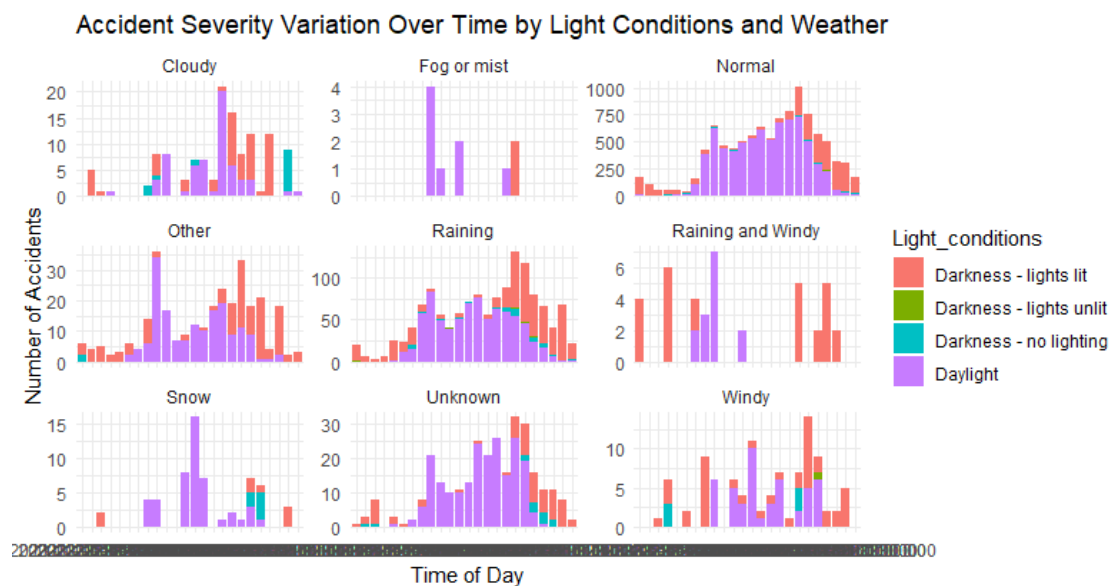 Accident Severity Variation Over Time by Light Conditions and Weather
Cloudy
Fog or mist
Normal
20
15
10
5
0
4
3
2
1
0
1000
750
500
250
0
Other
Raining
Raining and Windy
30
20
10
0
100
50
0
6
4
2
0
Snow
Unknown
Windy
15
10
5
0
30
20
10
0
10
5
0
Number of Accidents
Time of Day
Light_conditions
Darkness - lights lit
Darkness - lights unlit
Darkness - no lighting
Daylight